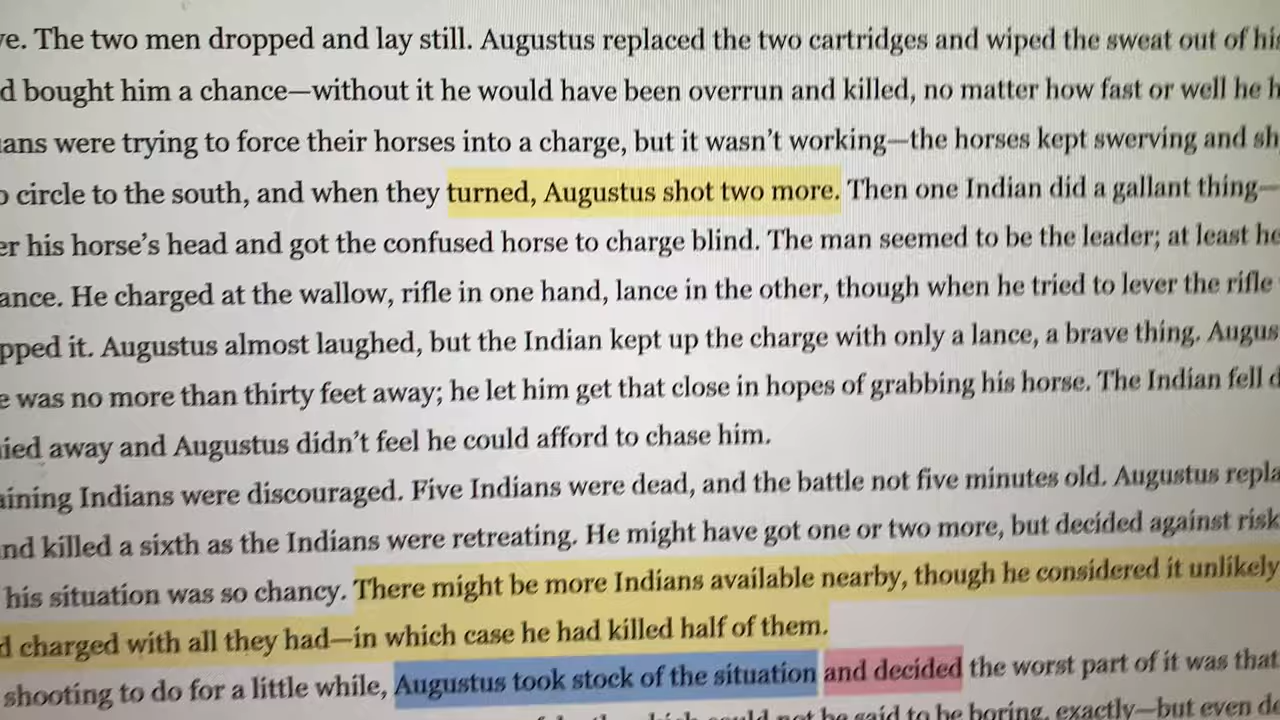 ve. The two men dropped and lay still. Augustus replaced the two cartridges and wiped the sweat out of his
d bought him a chance—without it he would have been overrun and killed, no matter how fast or well he h
ans were trying to force their horses into a charge, but it wasn't working—the horses kept swerving and sh
o circle to the south, and when they turned, Augustus shot two more. Then one Indian did a gallant thing—
er his horse's head and got the confused horse to charge blind. The man seemed to be the leader; at least he
ance. He charged at the wallow, rifle in one hand, lance in the other, though when he tried to lever the rifle
pped it. Augustus almost laughed, but the Indian kept up the charge with only a lance, a brave thing. Augus
e was no more than thirty feet away; he let him get that close in hopes of grabbing his horse. The Indian fell d
ied away and Augustus didn't feel he could afford to chase him.
aining Indians were discouraged. Five Indians were dead, and the battle not five minutes old. Augustus repla
nd killed a sixth as the Indians were retreating. He might have got one or two more, but decided against risk
his situation was so chancy. There might be more Indians available nearby, though he considered it unlikely
d charged with all they had—in which case he had killed half of them.
shooting to do for a little while, Augustus took stock of the situation and decided the worst part of it was that
could not be said to be boring, exactly—but even de